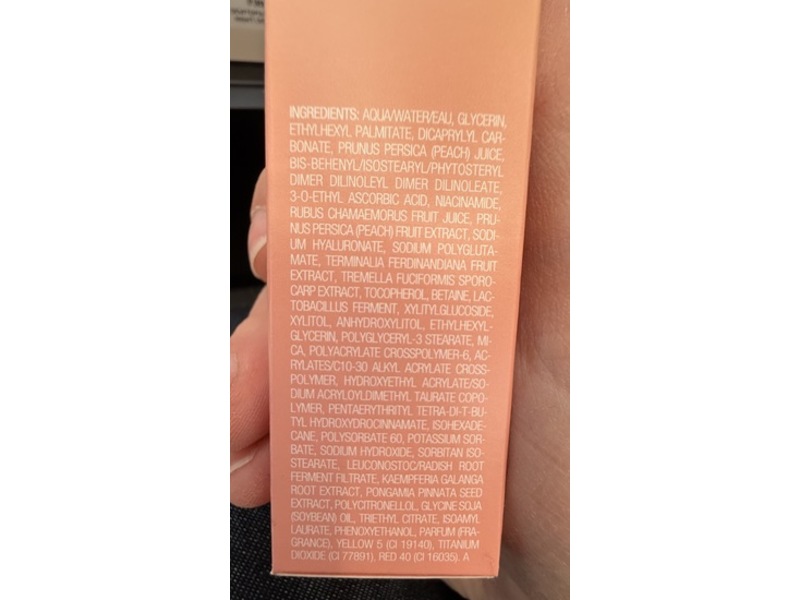 INGREDIENTS: AQUA/WATER/EAU, GLYCERIN,
ETHYLHEXYL PALMITATE, DICAPRYLYL CAR-
BONATE, PRUNUS PERSICA (PEACH) JUICE,
BIS-BEHENYL/ISOSTEARYL/PHYTOSTERYL
DIMER DILINOLEYL DIMER DILINOLEATE,
3-O-ETHYL ASCORBIC ACID, NIACINAMIDE,
RUBUS CHAMAEMORUS FRUIT JUICE, PRU-
NUS PERSICA (PEACH) FRUIT EXTRACT, SODI-
UM HYALURONATE, SODIUM POLYGLUTA-
MATE, TERMINALIA FERDINANDIANA FRUIT
EXTRACT, TREMELLA FUCIFORMIS SPORO-
CARP EXTRACT, TOCOPHEROL, BETAINE, LAC-
TOBACILLUS FERMENT, XYLITYLGLUCOSIDE,
XYLITOL, ANHYDROXYLITOL, ETHYLHEXYL-
GLYCERIN, POLYGLYCERYL-3 STEARATE, MI-
CA, POLYACRYLATE CROSSPOLYMER-6, AC-
RYLATES/C10-30 ALKYL ACRYLATE CROSS-
POLYMER, HYDROXYETHYL ACRYLATE/SO-
DIUM ACRYLOYLDIMETHYL TAURATE COPO-
LYMER, PENTAERYTHRITYL TETRA-DI-T-BU-
TYL HYDROXYDROCINNAMATE, ISOHEXADE-
CANE, POLYSORBATE 60, POTASSIUM SOR-
BATE, SODIUM HYDROXIDE, SORBITAN ISO-
STEARATE, LEUCONOSTOC/RADISH ROOT
FERMENT FILTRATE, KAEMPFERIA GALANGA
ROOT EXTRACT, PONGAMIA PINNATA SEED
EXTRACT, POLYCITRONELLOL, GLYCINE SOJA
(SOYBEAN) OIL, TRIETHYL CITRATE, ISOAMYL
LAURATE, PHENOXYETHANOL, PARFUM (FRA-
GRANCE), YELLOW 5 (CI 19140), TITANIUM
DIOXIDE (CI 77891), RED 40 (CI 16035). A